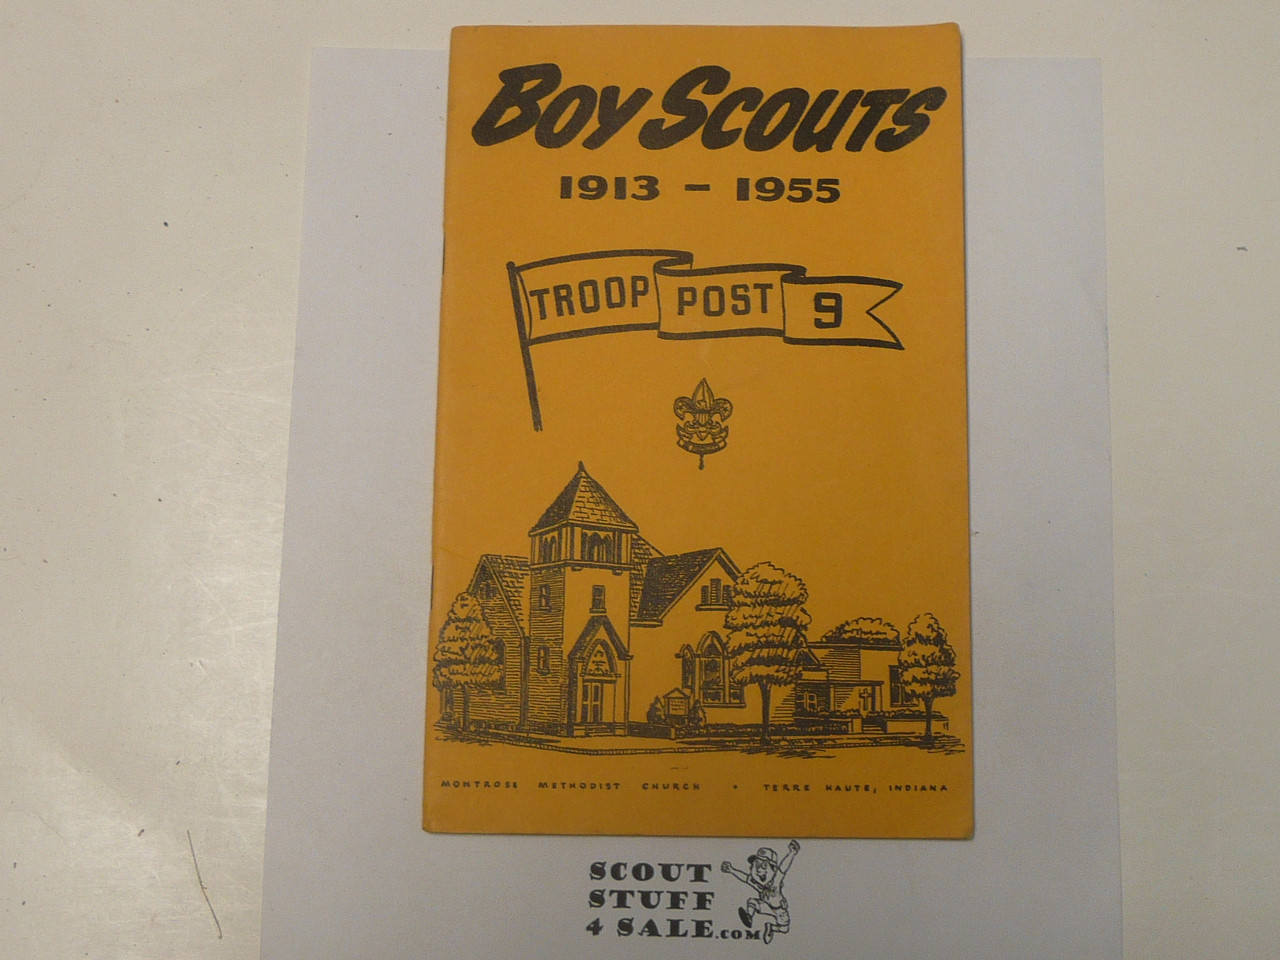 BOY SCOUTS
1913 - 1955
TROOP POST 9
MONTROSE METHODIST CHURCH • TERRE HAUTE, INDIANA
SCOUT
STUFF
4 SALE.COM